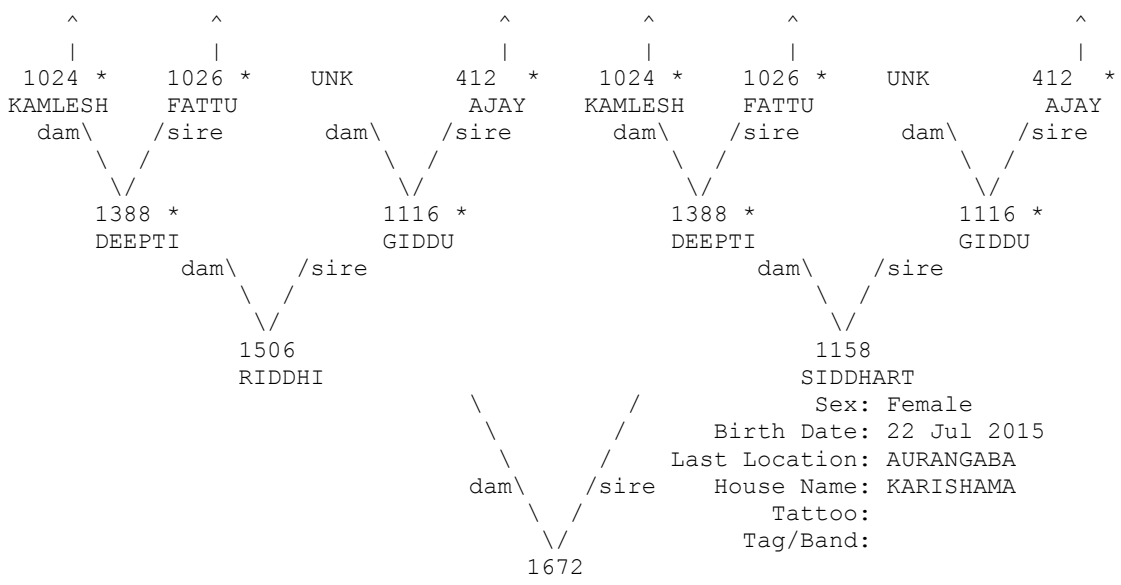 ^ ^ ^ ^ ^ ^
| | | | | |
1024 * 1026 * UNK 412 * 1024 * 1026 * UNK 412 *
KAMLESH FATTU AJAY KAMLESH FATTU AJAY
dam\ /sire dam\ /sire dam\ /sire dam\ /sire
\ / \ / \ / \ /
\/ \/ \/ \/
1388 * 1116 * 1388 * 1116 *
DEEPTI GIDDU DEEPTI GIDDU
dam\ /sire dam\ /sire
\ / \ /
\/ \/
1506 1158
RIDDHI SIDDHART
\ / Sex: Female
\ / Birth Date: 22 Jul 2015
\ / Last Location: AURANGABA
dam\ /sire House Name: KARISHAMA
\ / Tattoo:
\/ Tag/Band:
1672